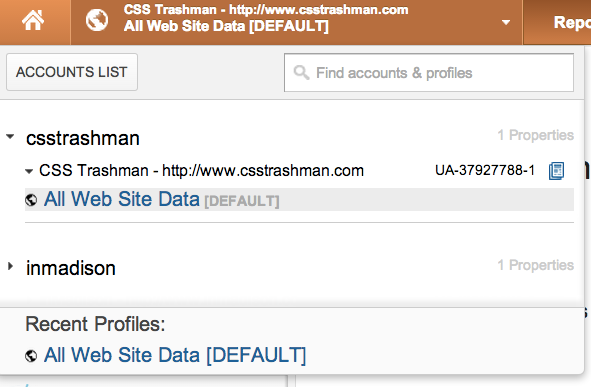 CSS Trashman - http://www.csstrashman.com
All Web Site Data [DEFAULT]
Repo
ACCOUNTS LIST
Find accounts & profiles
csstrashman
1 Properties
CSS Trashman - http://www.csstrashman.com
UA-37927788-1
All Web Site Data [DEFAULT]
inmadison
1 Properties
Recent Profiles:
All Web Site Data [DEFAULT]